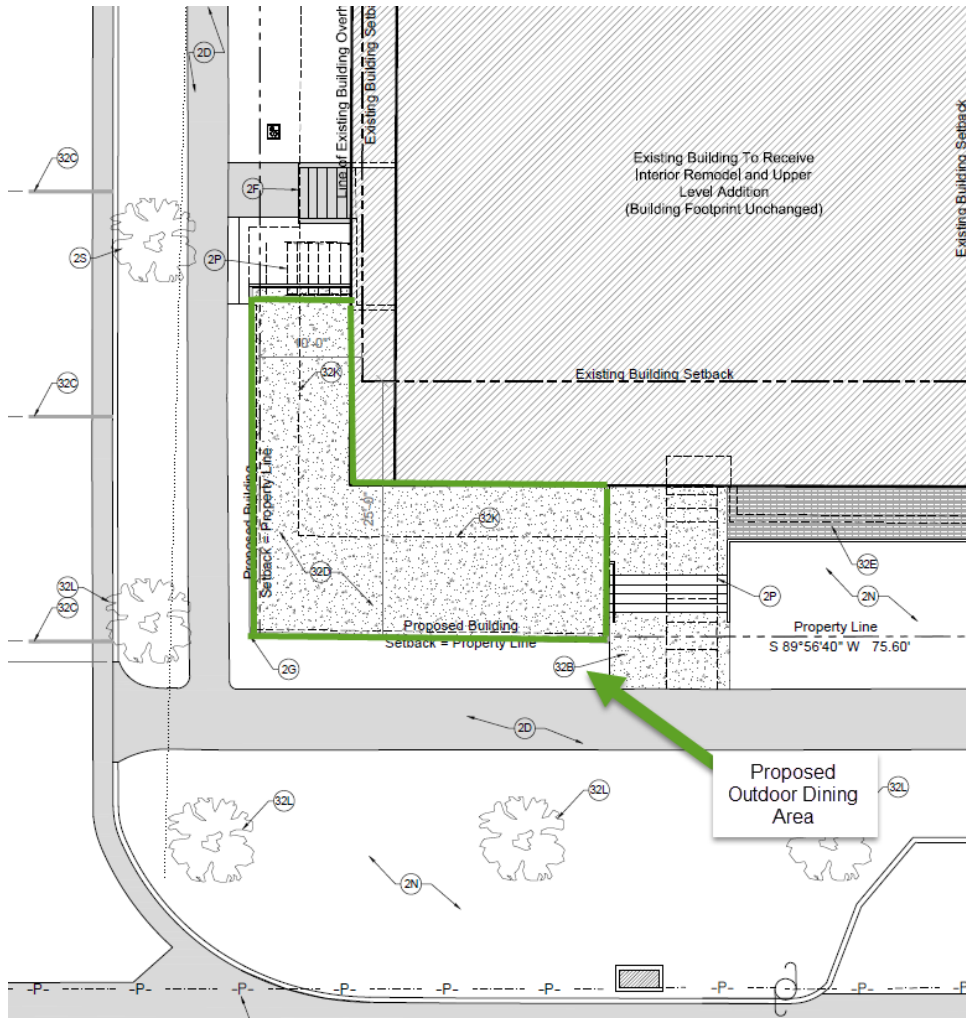 2D
Line of Existing Building Overh
Existing Building Setba
Existing Building Setback
32C
Existing Building To Receive
Interior Remodel and Upper
Level Addition
(Building Footprint Unchanged)
2F
2S
2P
10'-0"
32K
Existing Building Setback
32C
Proposed Building
Setback = Property Line
25'-0"
32K
32E
32D
32L
32C
2P
2N
Proposed Building
Setback = Property Line
Property Line
S 89°56'40" W 75.60'
2G
32B
2D
Proposed
Outdoor Dining
Area
32L
32L
32L
2N
-P-
-P-
-P-
-P-
-P-
-P-
-P-
-P-
-P